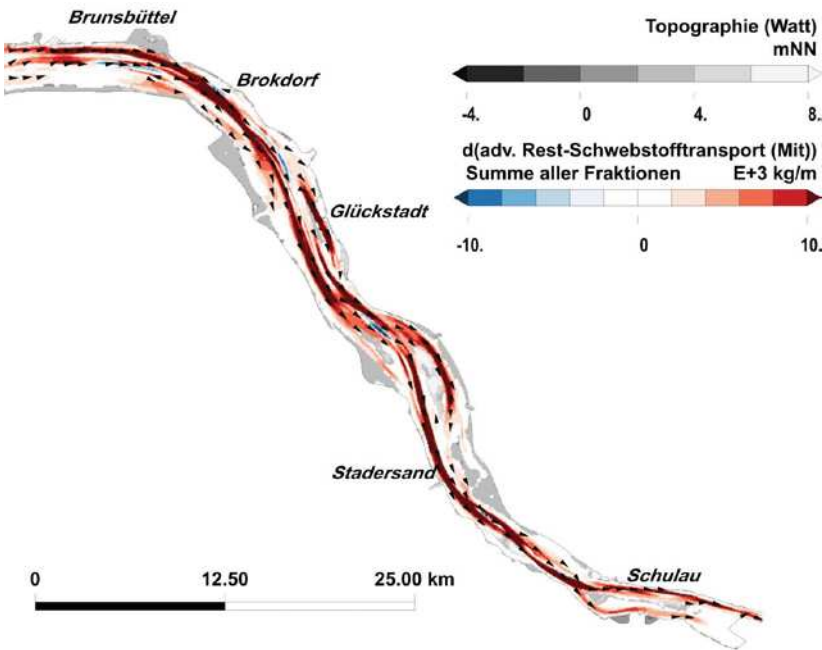 Brunsbüttel
Brokdorf
Glückstadt
Stadersand
Schulau
Topographie (Watt)
mNN
-4. 0 4. 8.
d(adv. Rest-Schwebstofftransport (Mit))
Summe aller Fraktionen E+3 kg/m
-10. 0 10.
0 12.50 25.00 km